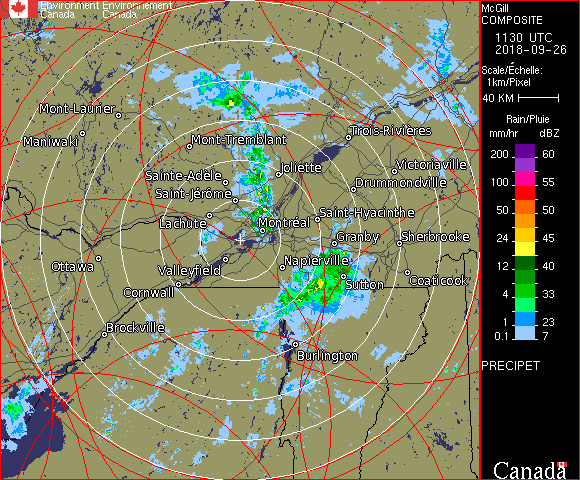 Environment Environnement
Canada Canada
McGill
COMPOSITE
1130 UTC
2018-09-26
Scale/Échelle:
1km/Pixel
40 KM
Rain/Pluie
mm/hr dBZ
200 60
100 55
50 50
24 45
12 40
4 33
1 23
0.1 7
PRECIPET
Canada
Mont-Laurier
Maniwaki
Mont-Tremblant
Trois-Rivières
Sainte-Adèle
Joliette
Victoriaville
Saint-Jérôme
Drummondville
Lachute
Montréal
Saint-Hyacinthe
Granby
Sherbrooke
Ottawa
Valleyfield
Napierville
Cornwall
Sutton
Coaticook
Brockville
Burlington